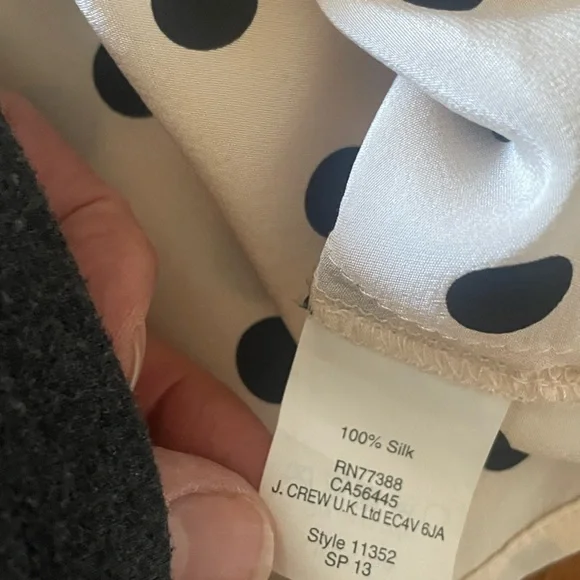 100% Silk
RN77388
CA56445
J. CREW U.K. Ltd EC4V 6JA
Style 11352
SP 13